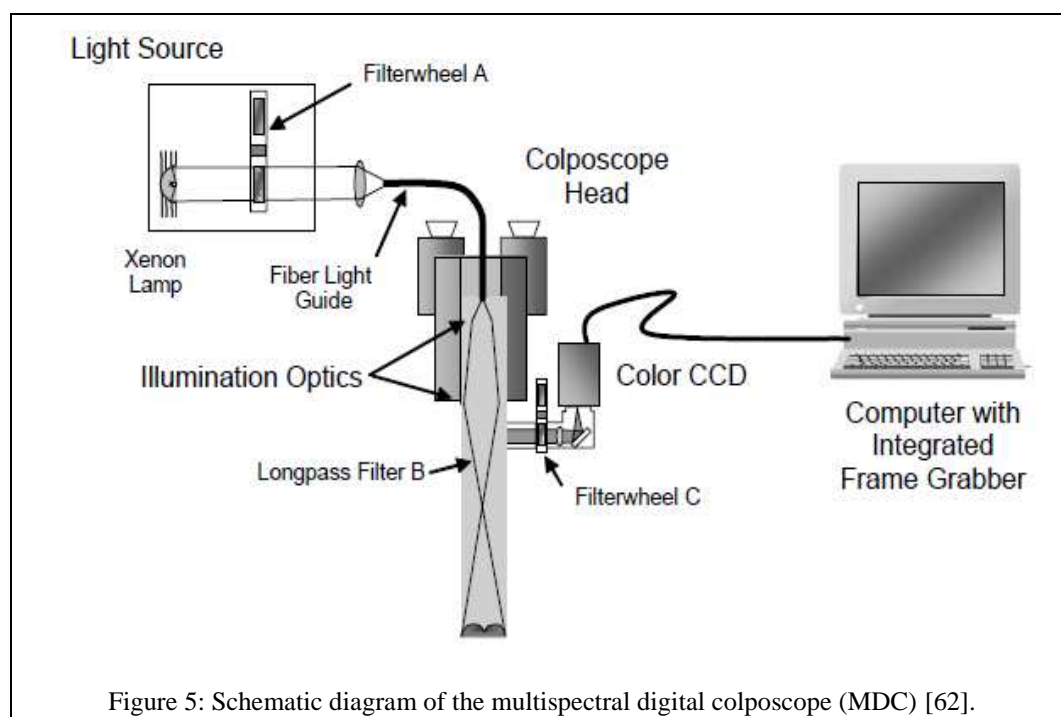 Light Source
Filterwheel A
Colposcope
Head
Xenon
Lamp
Fiber Light
Guide
Illumination Optics
Color CCD
Longpass Filter B
Filterwheel C
Computer with
Integrated
Frame Grabber
Figure 5: Schematic diagram of the multispectral digital colposcope (MDC) [62].